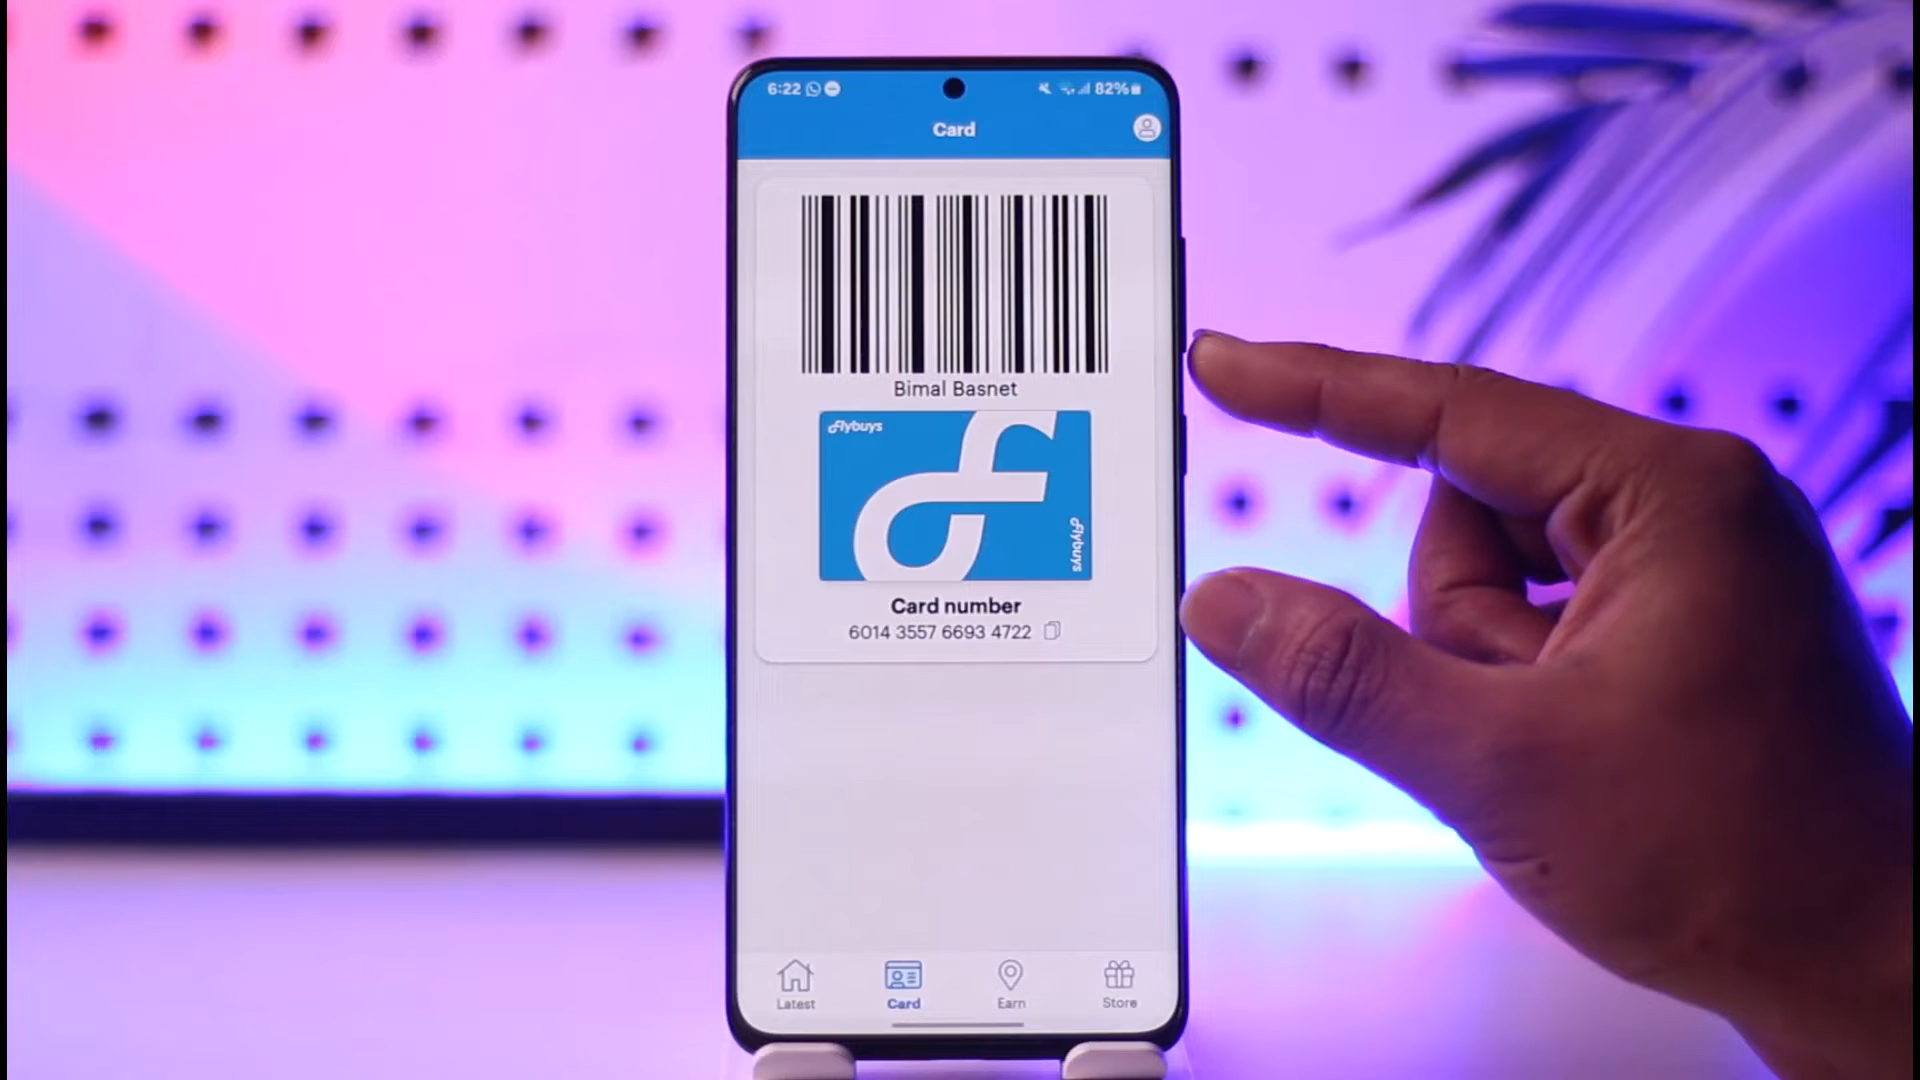 6:22 82%
Card
Bimal Basnet
flybuys
flybuys
Card number
6014 3557 6693 4722
Latest Card Earn Store